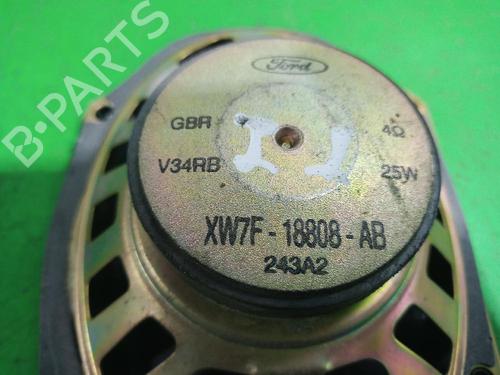 Ford
GBR - 4Ω
V34RB 25W
XW7F - 18808 - AB
243A2
B-PARTS